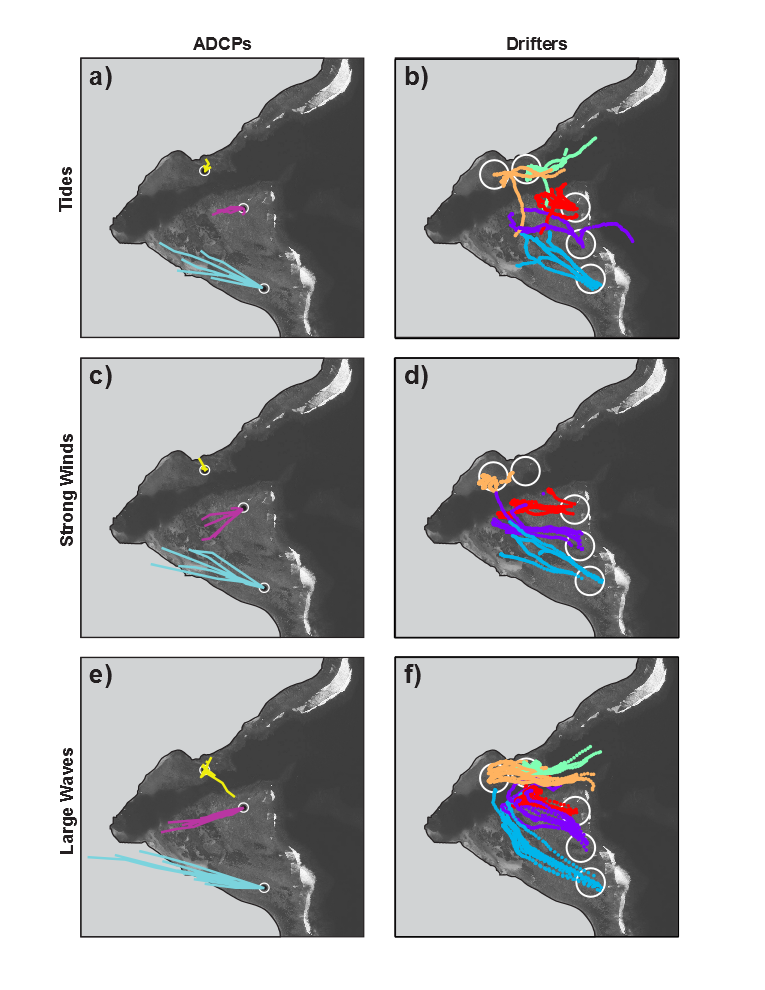 ADCPs
Drifters
a)
b)
Tides
c)
d)
Strong Winds
e)
f)
Large Waves